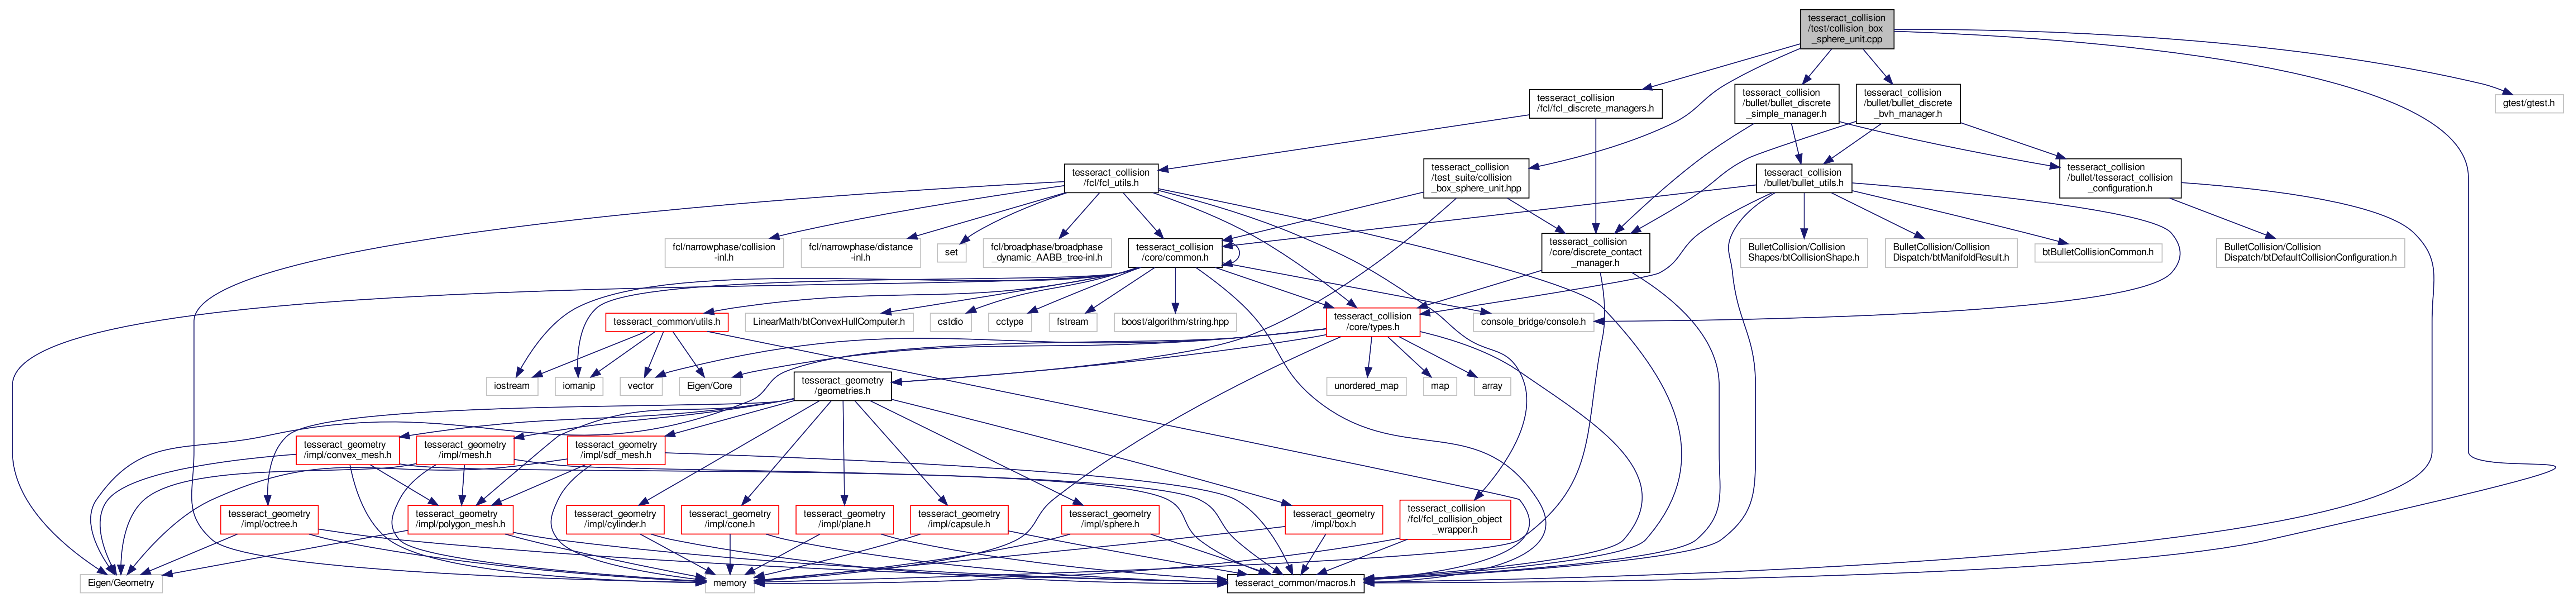 tesseract_collision
/test/collision_box
_sphere_unit.cpp
tesseract_collision
/fcl/fcl_discrete_managers.h
tesseract_collision
/bullet/bullet_discrete
_simple_manager.h
tesseract_collision
/bullet/bullet_discrete
_bvh_manager.h
gtest/gtest.h
tesseract_collision
/fcl/fcl_utils.h
tesseract_collision
/test_suite/collision
_box_sphere_unit.hpp
tesseract_collision
/bullet/bullet_utils.h
tesseract_collision
/bullet/tesseract_collision
_configuration.h
fcl/narrowphase/collision
-inl.h
fcl/narrowphase/distance
-inl.h
set
fcl/broadphase/broadphase
_dynamic_AABB_tree-inl.h
tesseract_collision
/core/common.h
tesseract_collision
/core/discrete_contact
_manager.h
BulletCollision/Collision
Shapes/btCollisionShape.h
BulletCollision/Collision
Dispatch/btManifoldResult.h
btBulletCollisionCommon.h
BulletCollision/Collision
Dispatch/btDefaultCollisionConfiguration.h
tesseract_common/utils.h
LinearMath/btConvexHullComputer.h
cstdio
cctype
fstream
boost/algorithm/string.hpp
tesseract_collision
/core/types.h
console_bridge/console.h
iostream
iomanip
vector
Eigen/Core
tesseract_geometry
/geometries.h
unordered_map
map
array
tesseract_geometry
/impl/convex_mesh.h
tesseract_geometry
/impl/mesh.h
tesseract_geometry
/impl/sdf_mesh.h
tesseract_geometry
/impl/octree.h
tesseract_geometry
/impl/polygon_mesh.h
tesseract_geometry
/impl/cylinder.h
tesseract_geometry
/impl/cone.h
tesseract_geometry
/impl/plane.h
tesseract_geometry
/impl/capsule.h
tesseract_geometry
/impl/sphere.h
tesseract_geometry
/impl/box.h
tesseract_collision
/fcl/fcl_collision_object
_wrapper.h
Eigen/Geometry
memory
tesseract_common/macros.h